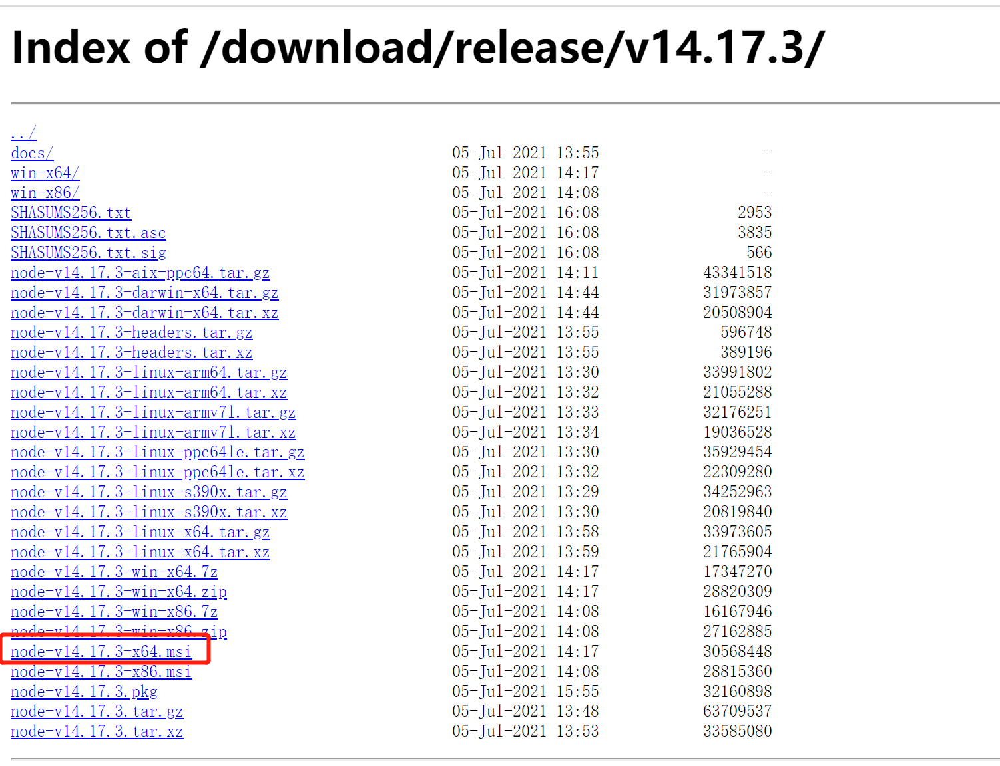 Index of /download/release/v14.17.3/
../
docs/ 05-Jul-2021 13:55 -
win-x64/ 05-Jul-2021 14:17 -
win-x86/ 05-Jul-2021 14:08 -
SHASUMS256.txt 05-Jul-2021 16:08 2953
SHASUMS256.txt.asc 05-Jul-2021 16:08 3835
SHASUMS256.txt.sig 05-Jul-2021 16:08 566
node-v14.17.3-aix-ppc64.tar.gz 05-Jul-2021 14:11 43341518
node-v14.17.3-darwin-x64.tar.gz 05-Jul-2021 14:44 31973857
node-v14.17.3-darwin-x64.tar.xz 05-Jul-2021 14:44 20508904
node-v14.17.3-headers.tar.gz 05-Jul-2021 13:55 596748
node-v14.17.3-headers.tar.xz 05-Jul-2021 13:55 389196
node-v14.17.3-linux-arm64.tar.gz 05-Jul-2021 13:30 33991802
node-v14.17.3-linux-arm64.tar.xz 05-Jul-2021 13:32 21055288
node-v14.17.3-linux-armv7l.tar.gz 05-Jul-2021 13:33 32176251
node-v14.17.3-linux-armv7l.tar.xz 05-Jul-2021 13:34 19036528
node-v14.17.3-linux-ppc64le.tar.gz 05-Jul-2021 13:30 35929454
node-v14.17.3-linux-ppc64le.tar.xz 05-Jul-2021 13:32 22309280
node-v14.17.3-linux-s390x.tar.gz 05-Jul-2021 13:29 34252963
node-v14.17.3-linux-s390x.tar.xz 05-Jul-2021 13:30 20819840
node-v14.17.3-linux-x64.tar.gz 05-Jul-2021 13:58 33973605
node-v14.17.3-linux-x64.tar.xz 05-Jul-2021 13:59 21765904
node-v14.17.3-win-x64.7z 05-Jul-2021 14:17 17347270
node-v14.17.3-win-x64.zip 05-Jul-2021 14:17 28820309
node-v14.17.3-win-x86.7z 05-Jul-2021 14:08 16167946
node-v14.17.3-win-x86.zip 05-Jul-2021 14:08 27162885
node-v14.17.3-x64.msi 05-Jul-2021 14:17 30568448
node-v14.17.3-x86.msi 05-Jul-2021 14:08 28815360
node-v14.17.3.pkg 05-Jul-2021 15:55 32160898
node-v14.17.3.tar.gz 05-Jul-2021 13:48 63709537
node-v14.17.3.tar.xz 05-Jul-2021 13:53 33585080